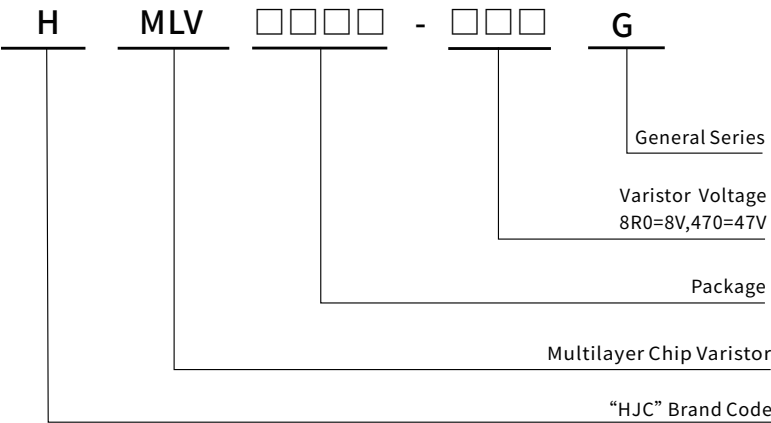 H MLV □□□□ - □□□ G
General Series
Varistor Voltage
8R0=8V,470=47V
Package
Multilayer Chip Varistor
“HJC” Brand Code